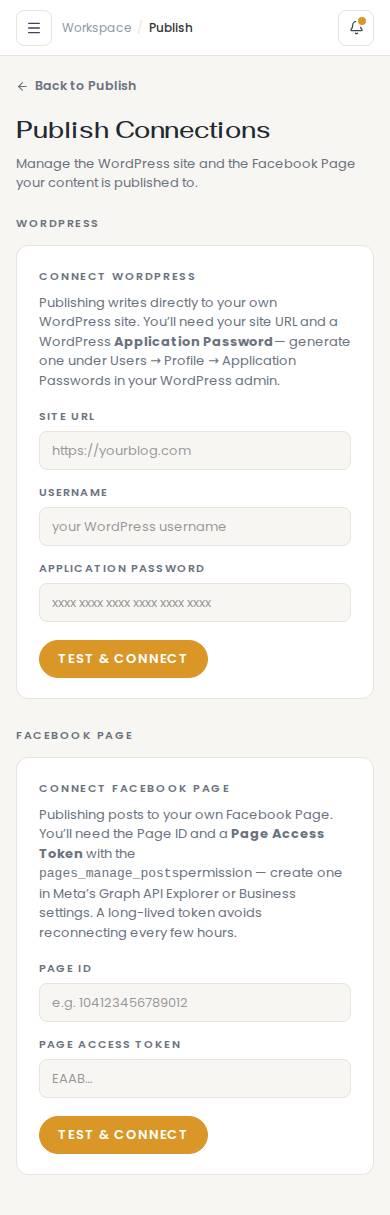 Workspace / Publish
← Back to Publish
Publish Connections
Manage the WordPress site and the Facebook Page
your content is published to.
WORDPRESS
CONNECT WORDPRESS
Publishing writes directly to your own
WordPress site. You'll need your site URL and a
WordPress Application Password— generate
one under Users → Profile → Application
Passwords in your WordPress admin.
SITE URL
https://yourblog.com
USERNAME
your WordPress username
APPLICATION PASSWORD
xxxx xxxx xxxx xxxx xxxx xxxx
TEST & CONNECT
FACEBOOK PAGE
CONNECT FACEBOOK PAGE
Publishing posts to your own Facebook Page.
You'll need the Page ID and a Page Access
Token with the
pages_manage_postspermission — create one
in Meta's Graph API Explorer or Business
settings. A long-lived token avoids
reconnecting every few hours.
PAGE ID
e.g. 104123456789012
PAGE ACCESS TOKEN
EAAB…
TEST & CONNECT